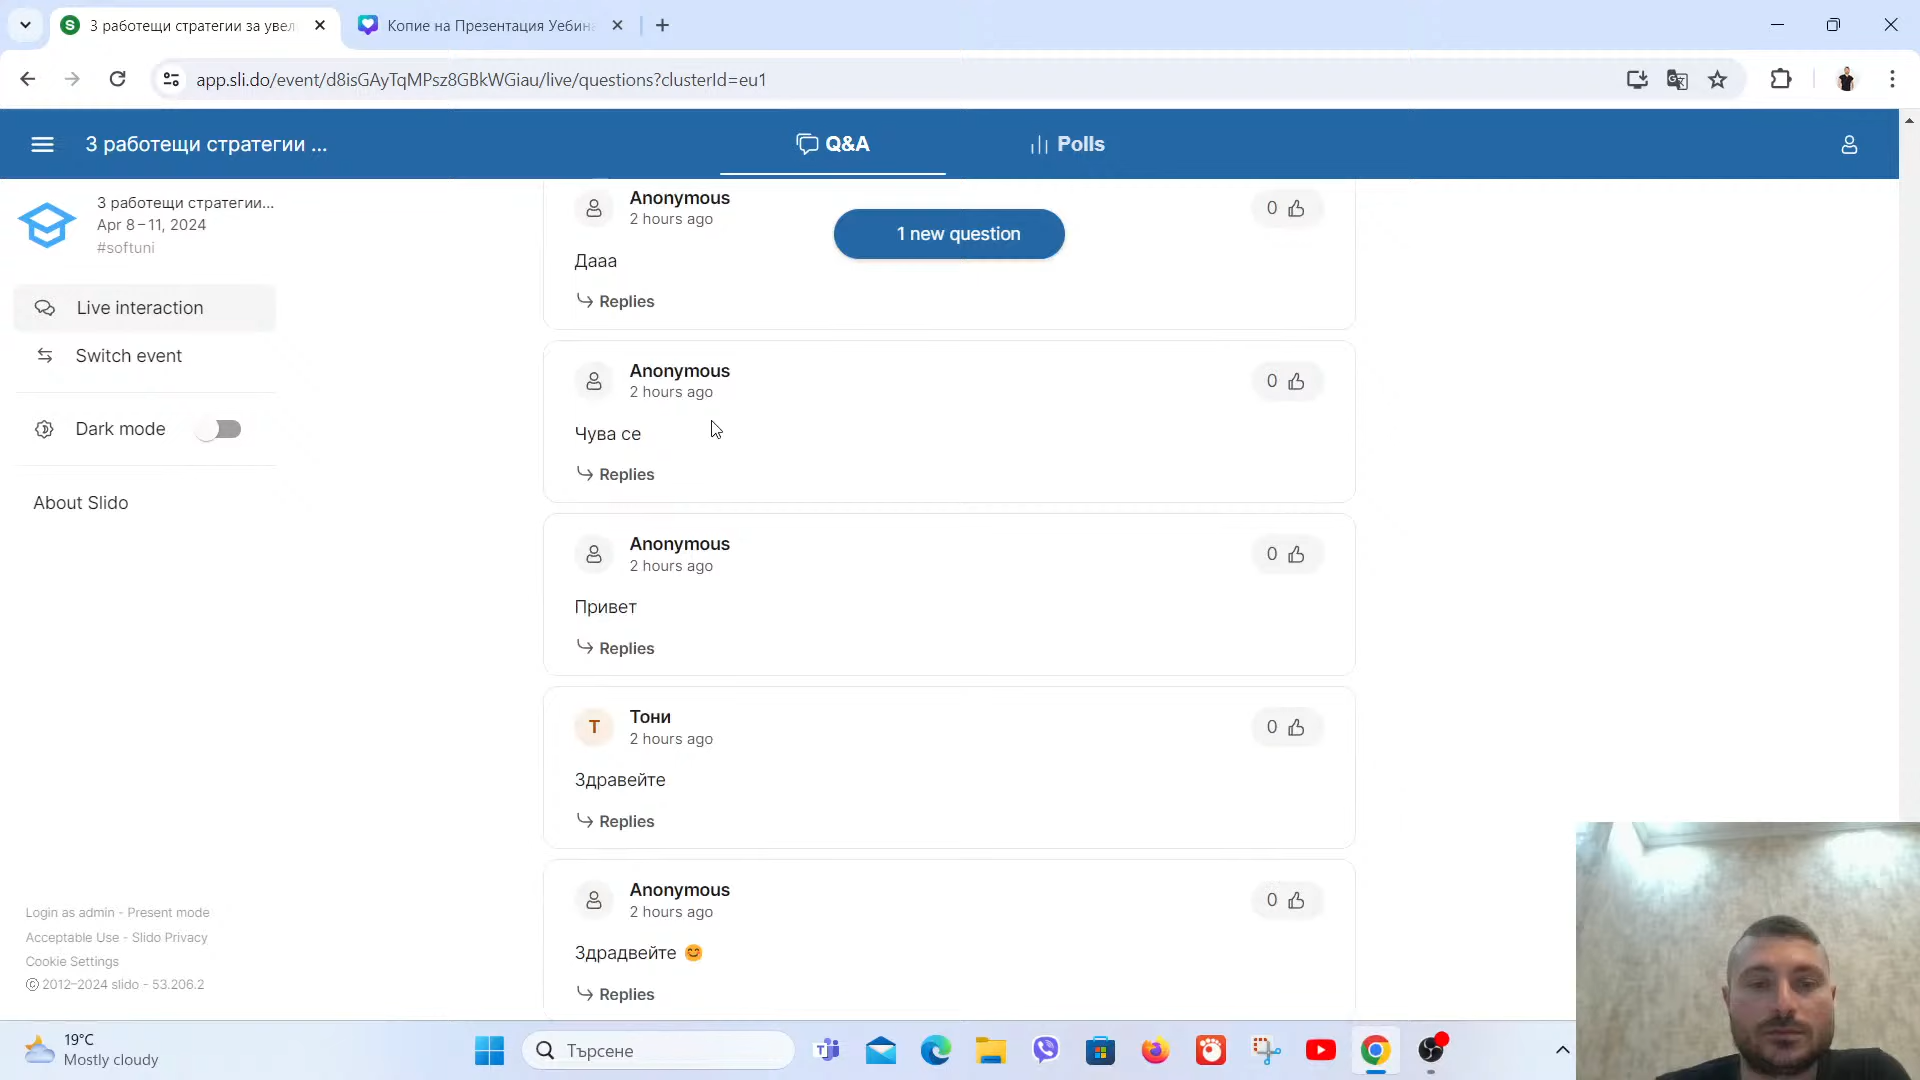 3 работещи стратегии за увел
Копие на Презентация Уебина
app.sli.do/event/d8isGAyTqMPsz8GBkWGiau/live/questions?clusterId=eu1
3 работещи стратегии ...
Q&A
Polls
3 работещи стратегии...
Apr 8 – 11, 2024
#softuni
Live interaction
Switch event
Dark mode
About Slido
Login as admin - Present mode
Acceptable Use - Slido Privacy
Cookie Settings
© 2012–2024 slido - 53.206.2
1 new question
Anonymous
2 hours ago
0
Дааа
Replies
Anonymous
2 hours ago
0
Чува се
Replies
Anonymous
2 hours ago
0
Привет
Replies
Т
Тони
2 hours ago
0
Здравейте
Replies
Anonymous
2 hours ago
0
Здрадвейте 😊
Replies
19°C
Mostly cloudy
Търсене